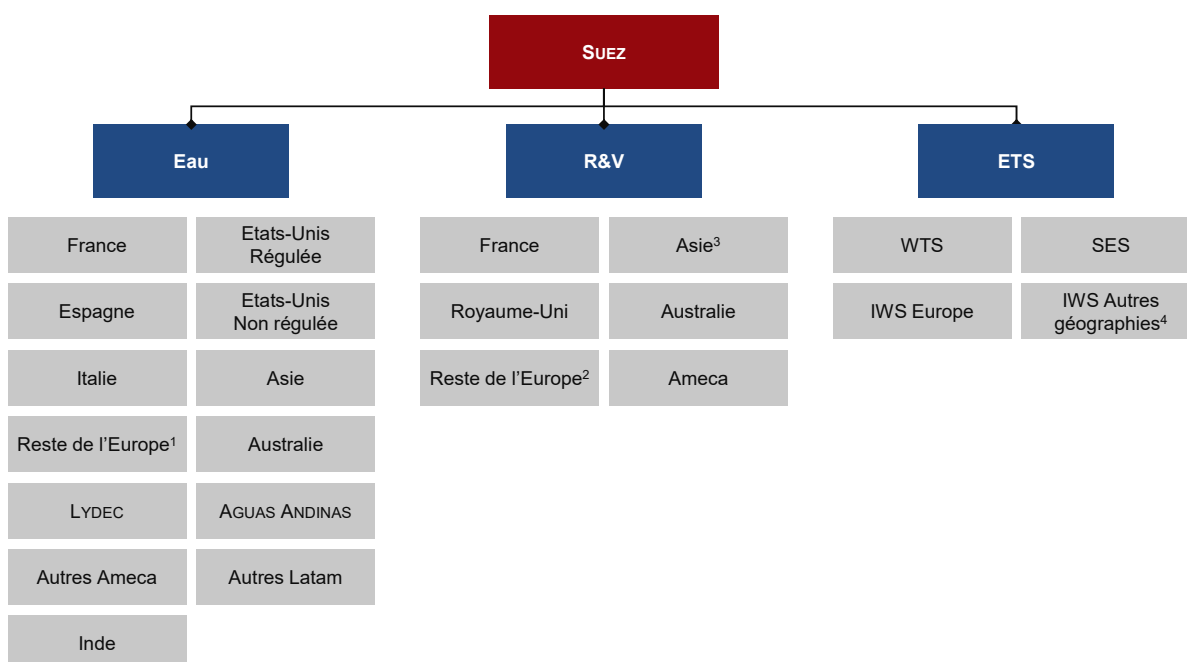 SUEZ
Eau
R&V
ETS
France
Etats-Unis
Régulée
France
Asie³
WTS
SES
Espagne
Etats-Unis
Non régulée
Royaume-Uni
Australie
IWS Europe
IWS Autres
géographies⁴
Italie
Asie
Reste de l'Europe²
Ameca
Reste de l'Europe¹
Australie
LYDEC
AGUAS ANDINAS
Autres Ameca
Autres Latam
Inde